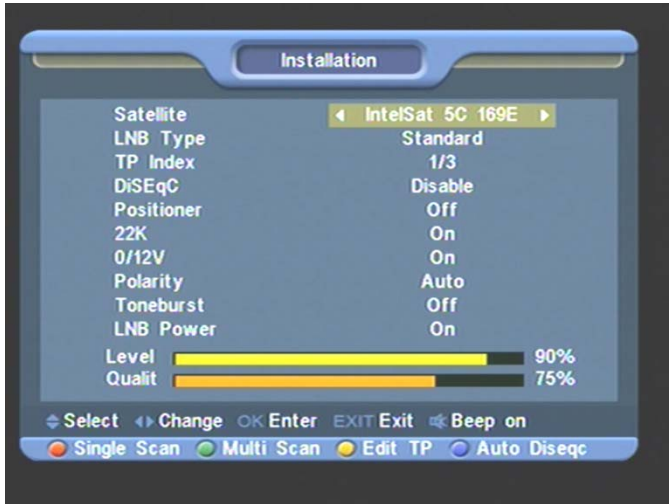 Installation
Satellite IntelSat 5C 169E
LNB Type Standard
TP Index 1/3
DiSEqC Disable
Positioner Off
22K On
0/12V On
Polarity Auto
Toneburst Off
LNB Power On
Level 90%
Qualit 75%
Select Change OK Enter EXIT Exit Beep on
Single Scan Multi Scan Edit TP Auto Diseqc